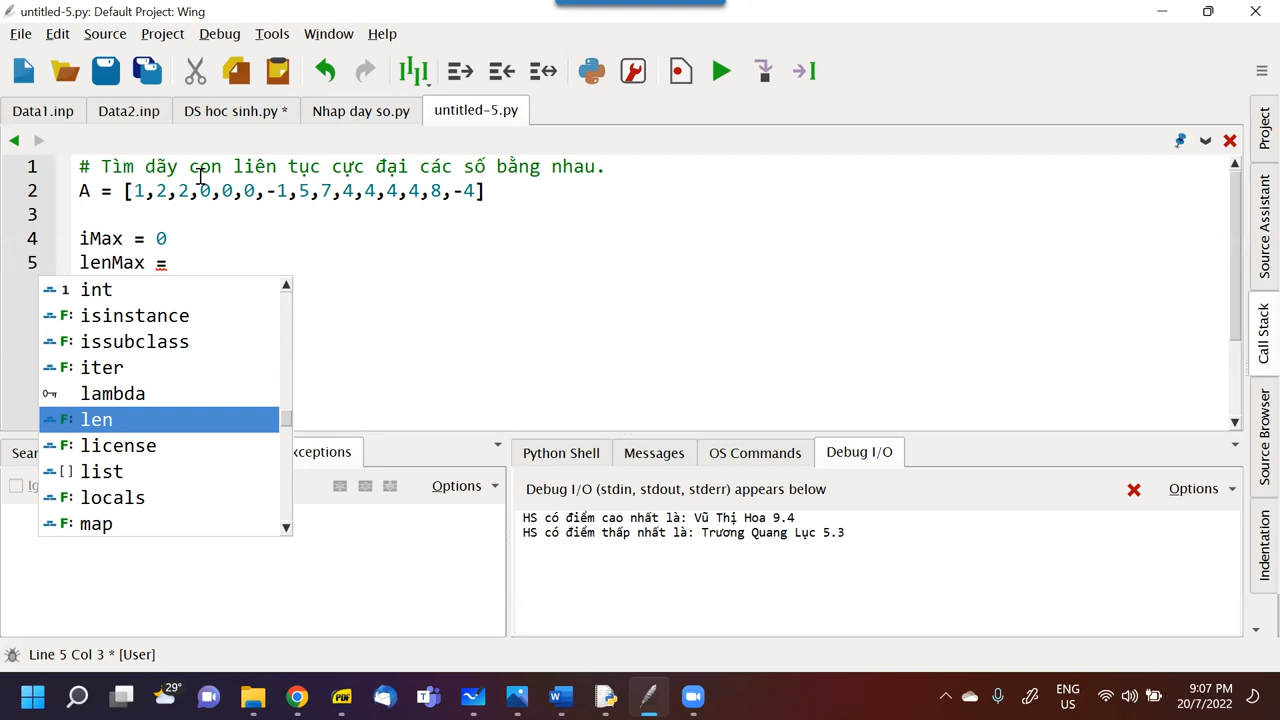 untitled-5.py: Default Project: Wing
File Edit Source Project Debug Tools Window Help
Data1.inp Data2.inp DS hoc sinh.py * Nhap day so.py untitled-5.py
1 # Tìm dãy con liên tục cực đại các số bằng nhau.
2 A = [1,2,2,0,0,0,-1,5,7,4,4,4,4,8,-4]
3
4 iMax = 0
5 lenMax =
1 int
F: isinstance
F: issubclass
F: iter
lambda
F: len
F: license
[] list
F: locals
F: map
Project
Source Assistant
Call Stack
Source Browser
Indentation
Sear
xceptions
Ig
Options
Python Shell Messages OS Commands Debug I/O
Debug I/O (stdin, stdout, stderr) appears below Options
HS có điểm cao nhất là: Vũ Thị Hoa 9.4
HS có điểm thấp nhất là: Trương Quang Lục 5.3
Line 5 Col 3 * [User]
29°
PDF
ENG
US
9:07 PM
20/7/2022